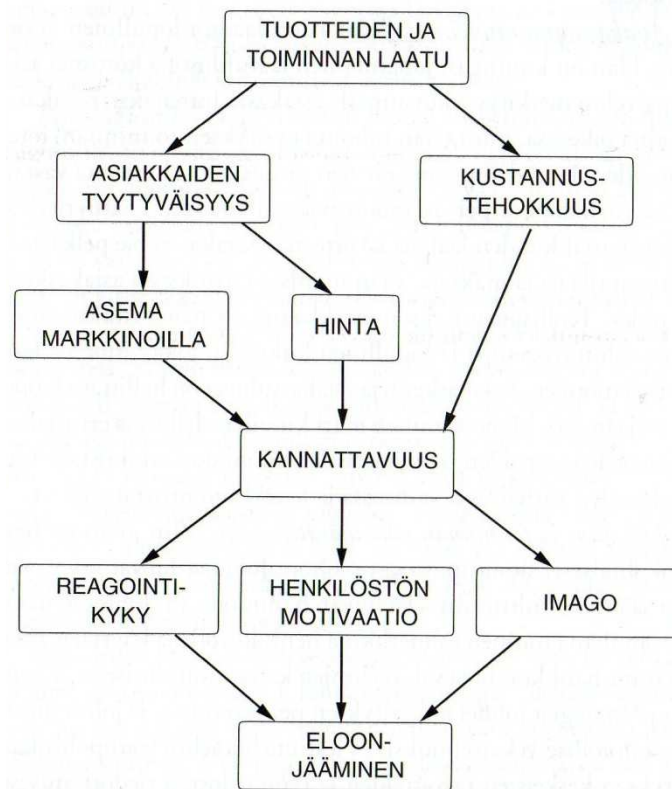 TUOTTEIDEN JA
TOIMINNAN LAATU
ASIAKKAIDEN
TYYTYVÄISYYS
KUSTANNUS-
TEHOKKUUS
ASEMA
MARKKINOILLA
HINTA
KANNATTAVUUS
REAGOINTI-
KYKY
HENKILÖSTÖN
MOTIVAATIO
IMAGO
ELOON-
JÄÄMINEN